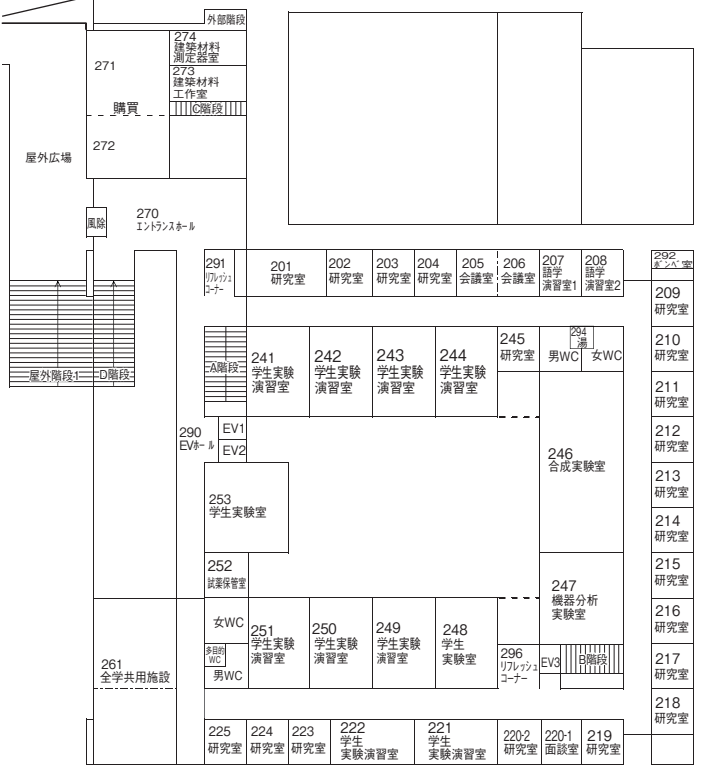 外部階段
274
建築材料
測定器室
271
273
建築材料
工作室
購買
C階段
272
屋外広場
風除
270
エントランスホール
291
リフレッシュ
コーナー
201
研究室
202
研究室
203
研究室
204
研究室
205
会議室
206
会議室
207
語学
演習室1
208
語学
演習室2
292
ボンベ室
209
研究室
屋外階段1
D階段
A階段
241
学生実験
演習室
242
学生実験
演習室
243
学生実験
演習室
244
学生実験
演習室
245
研究室
294
湯
男WC
女WC
210
研究室
211
研究室
290
EVホール
EV1
EV2
246
合成実験室
212
研究室
213
研究室
253
学生実験室
214
研究室
252
試薬保管室
247
機器分析
実験室
215
研究室
216
研究室
女WC
多目的
WC
男WC
251
学生実験
演習室
250
学生実験
演習室
249
学生実験
演習室
248
学生
実験室
296
リフレッシュ
コーナー
EV3
B階段
217
研究室
261
全学共用施設
218
研究室
225
研究室
224
研究室
223
研究室
222
学生
実験演習室
221
学生
実験演習室
220-2
研究室
220-1
面談室
219
研究室